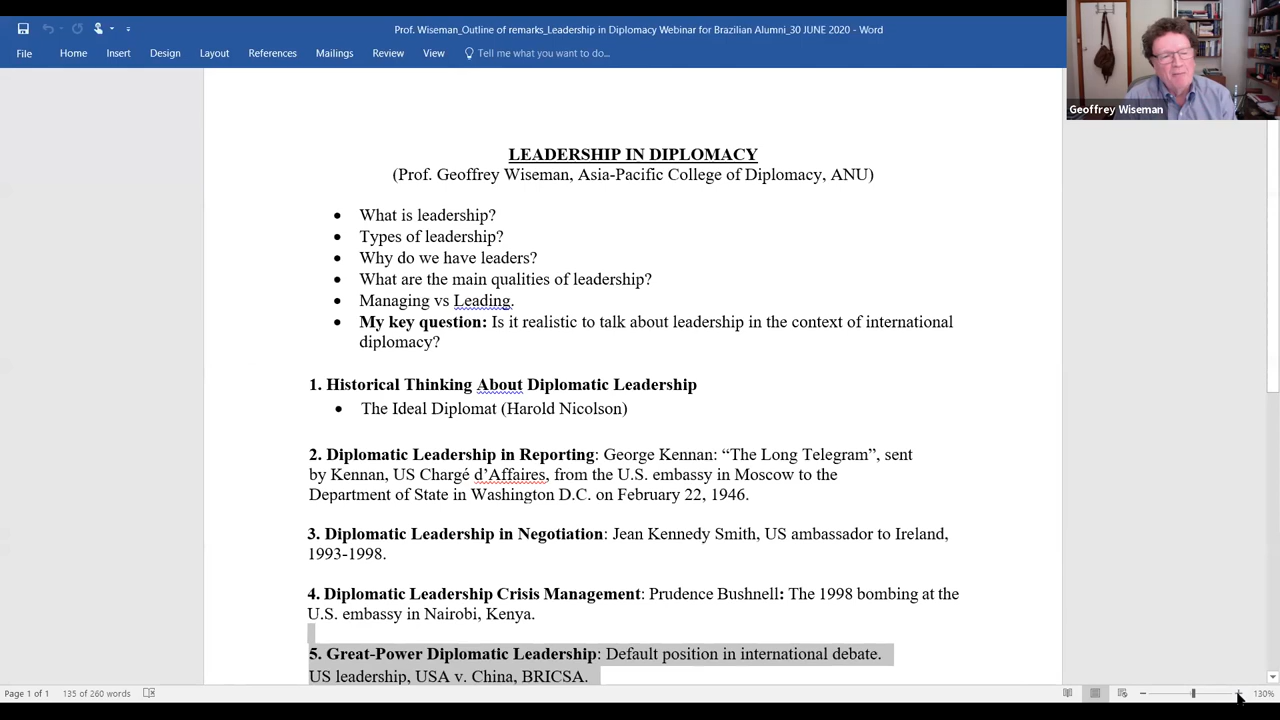 Prof. Wiseman_Outline of remarks_Leadership in Diplomacy Webinar for Brazilian Alumni_30 JUNE 2020 - Word
File Home Insert Design Layout References Mailings Review View Tell me what you want to do...
Geoffrey Wiseman
LEADERSHIP IN DIPLOMACY
(Prof. Geoffrey Wiseman, Asia-Pacific College of Diplomacy, ANU)
• What is leadership?
• Types of leadership?
• Why do we have leaders?
• What are the main qualities of leadership?
• Managing vs Leading.
• My key question: Is it realistic to talk about leadership in the context of international
diplomacy?
1. Historical Thinking About Diplomatic Leadership
• The Ideal Diplomat (Harold Nicolson)
2. Diplomatic Leadership in Reporting: George Kennan: “The Long Telegram”, sent
by Kennan, US Chargé d’Affaires, from the U.S. embassy in Moscow to the
Department of State in Washington D.C. on February 22, 1946.
3. Diplomatic Leadership in Negotiation: Jean Kennedy Smith, US ambassador to Ireland,
1993-1998.
4. Diplomatic Leadership Crisis Management: Prudence Bushnell: The 1998 bombing at the
U.S. embassy in Nairobi, Kenya.
5. Great-Power Diplomatic Leadership: Default position in international debate.
US leadership, USA v. China, BRICSA.
Page 1 of 1 135 of 260 words 130%